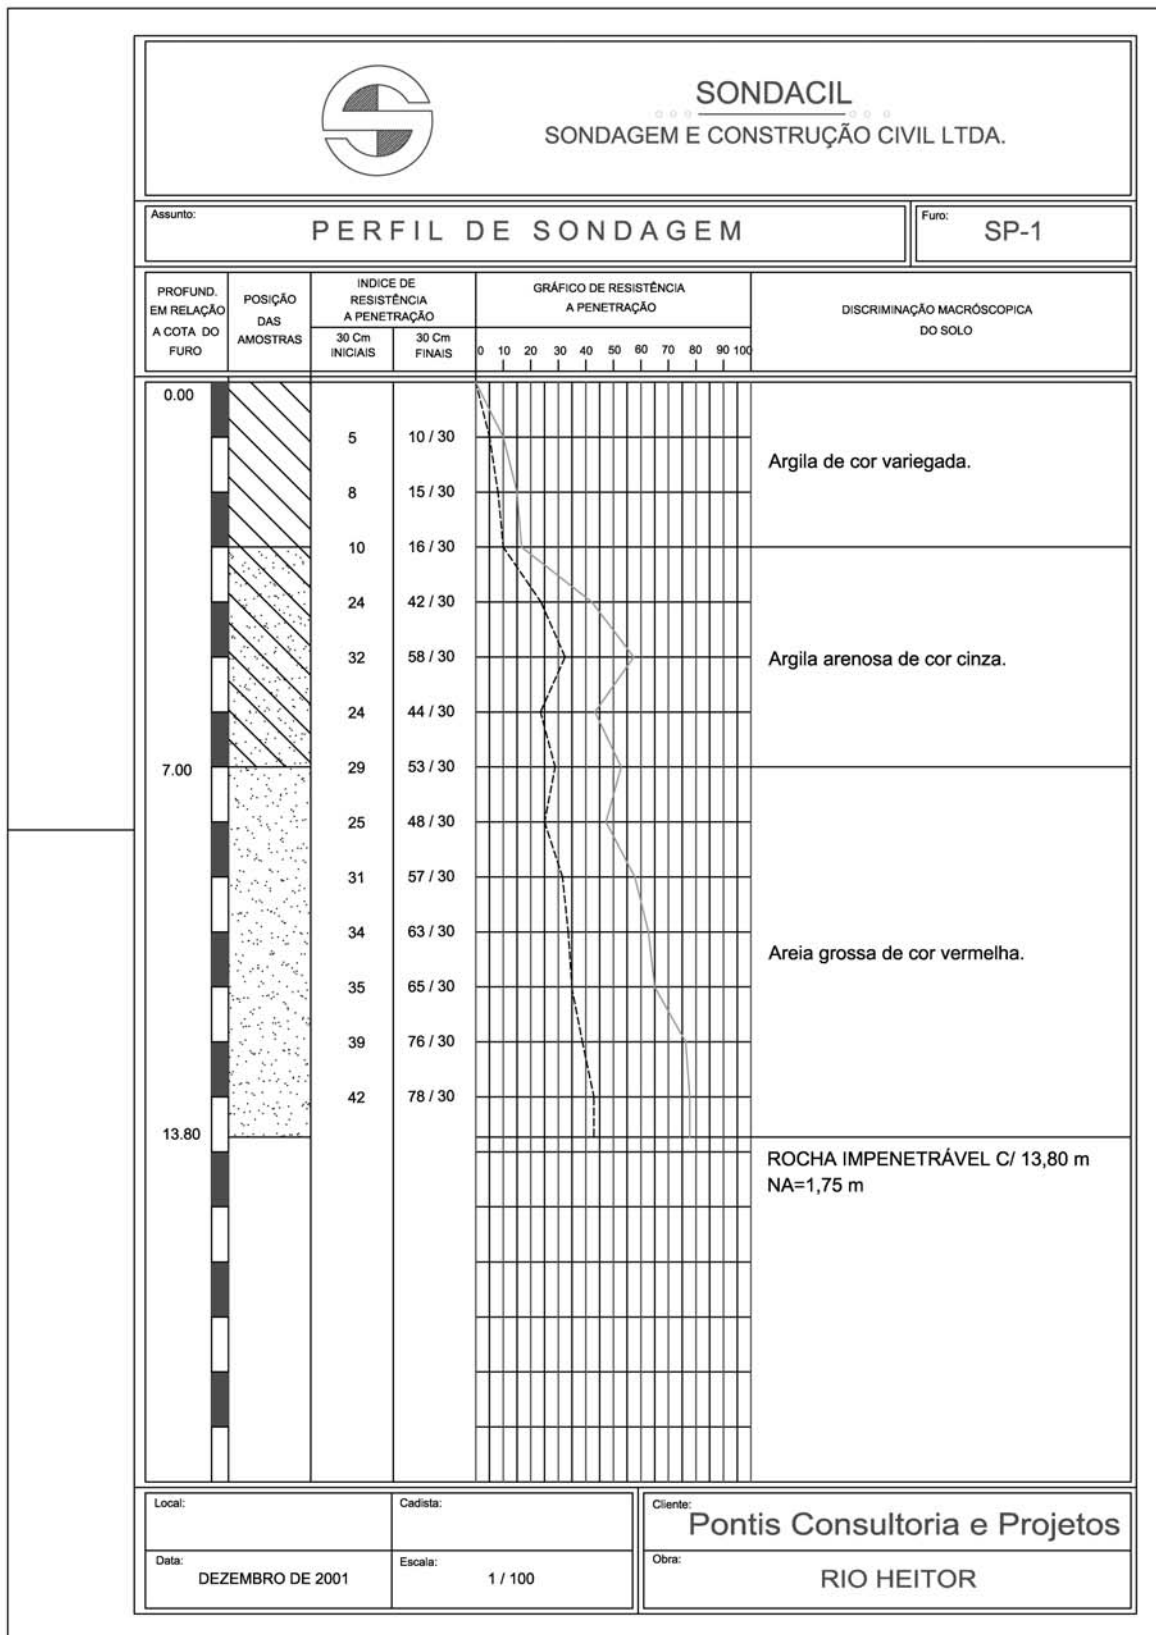 SONDACIL
SONDAGEM E CONSTRUÇÃO CIVIL LTDA.
Assunto:
PERFIL DE SONDAGEM
Furo:
SP-1
PROFUND.
EM RELAÇÃO
A COTA DO
FURO
POSIÇÃO
DAS
AMOSTRAS
INDICE DE
RESISTÊNCIA
A PENETRAÇÃO
30 Cm
INICIAIS
30 Cm
FINAIS
GRÁFICO DE RESISTÊNCIA
A PENETRAÇÃO
0 10 20 30 40 50 60 70 80 90 100
DISCRIMINAÇÃO MACRÓSCOPICA
DO SOLO
0.00
5 10 / 30
Argila de cor variegada.
8 15 / 30
10 16 / 30
24 42 / 30
32 58 / 30
Argila arenosa de cor cinza.
24 44 / 30
7.00 29 53 / 30
25 48 / 30
31 57 / 30
34 63 / 30
Areia grossa de cor vermelha.
35 65 / 30
39 76 / 30
42 78 / 30
13.80
ROCHA IMPENETRÁVEL C/ 13,80 m
NA=1,75 m
Local:
Cadista:
Cliente:
Pontis Consultoria e Projetos
Data:
DEZEMBRO DE 2001
Escala:
1 / 100
Obra:
RIO HEITOR